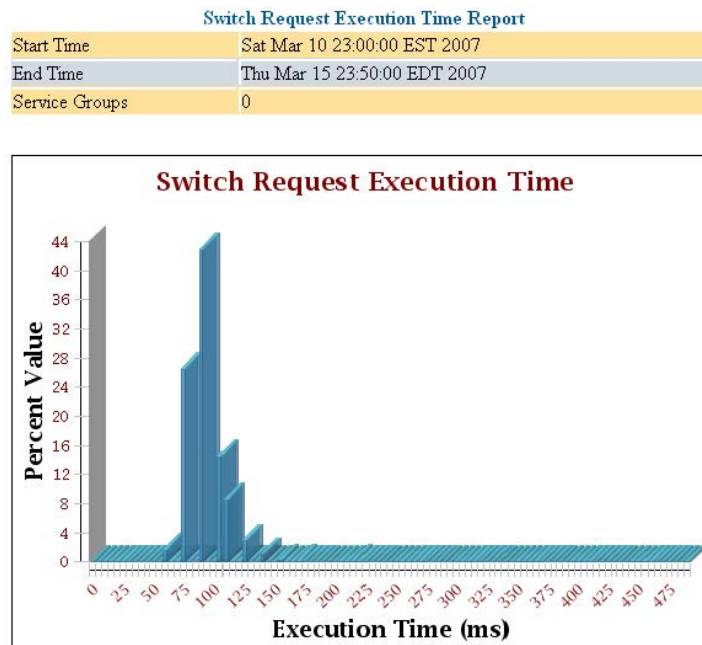 Switch Request Execution Time Report
Start Time Sat Mar 10 23:00:00 EST 2007
End Time Thu Mar 15 23:50:00 EDT 2007
Service Groups 0
Switch Request Execution Time
44
40
36
32
28
24
20
16
12
8
4
0
Percent Value
0 25 50 75 100 125 150 175 200 225 250 275 300 325 350 375 400 425 450 475
Execution Time (ms)